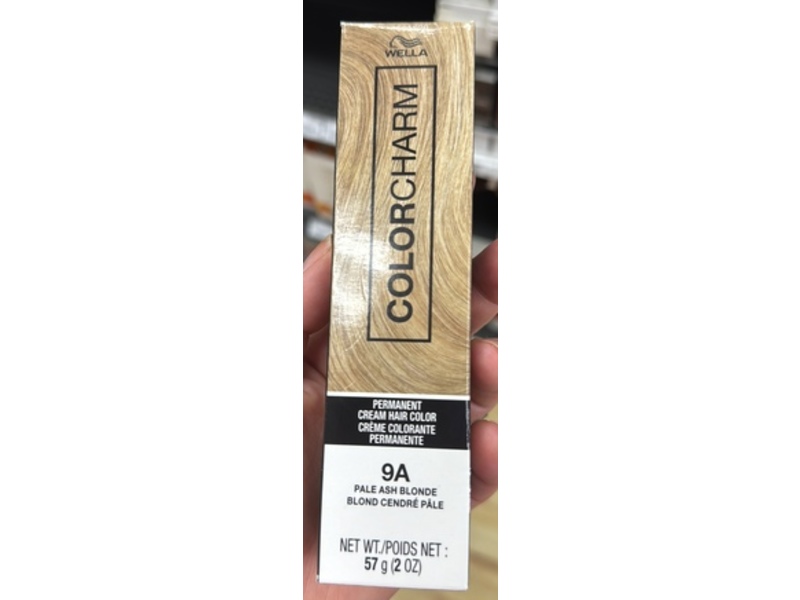 WELLA
COLORCHARM
PERMANENT
CREAM HAIR COLOR
CRÈME COLORANTE
PERMANENTE
9A
PALE ASH BLONDE
BLOND CENDRÉ PÂLE
NET WT./POIDS NET :
57 g (2 OZ)